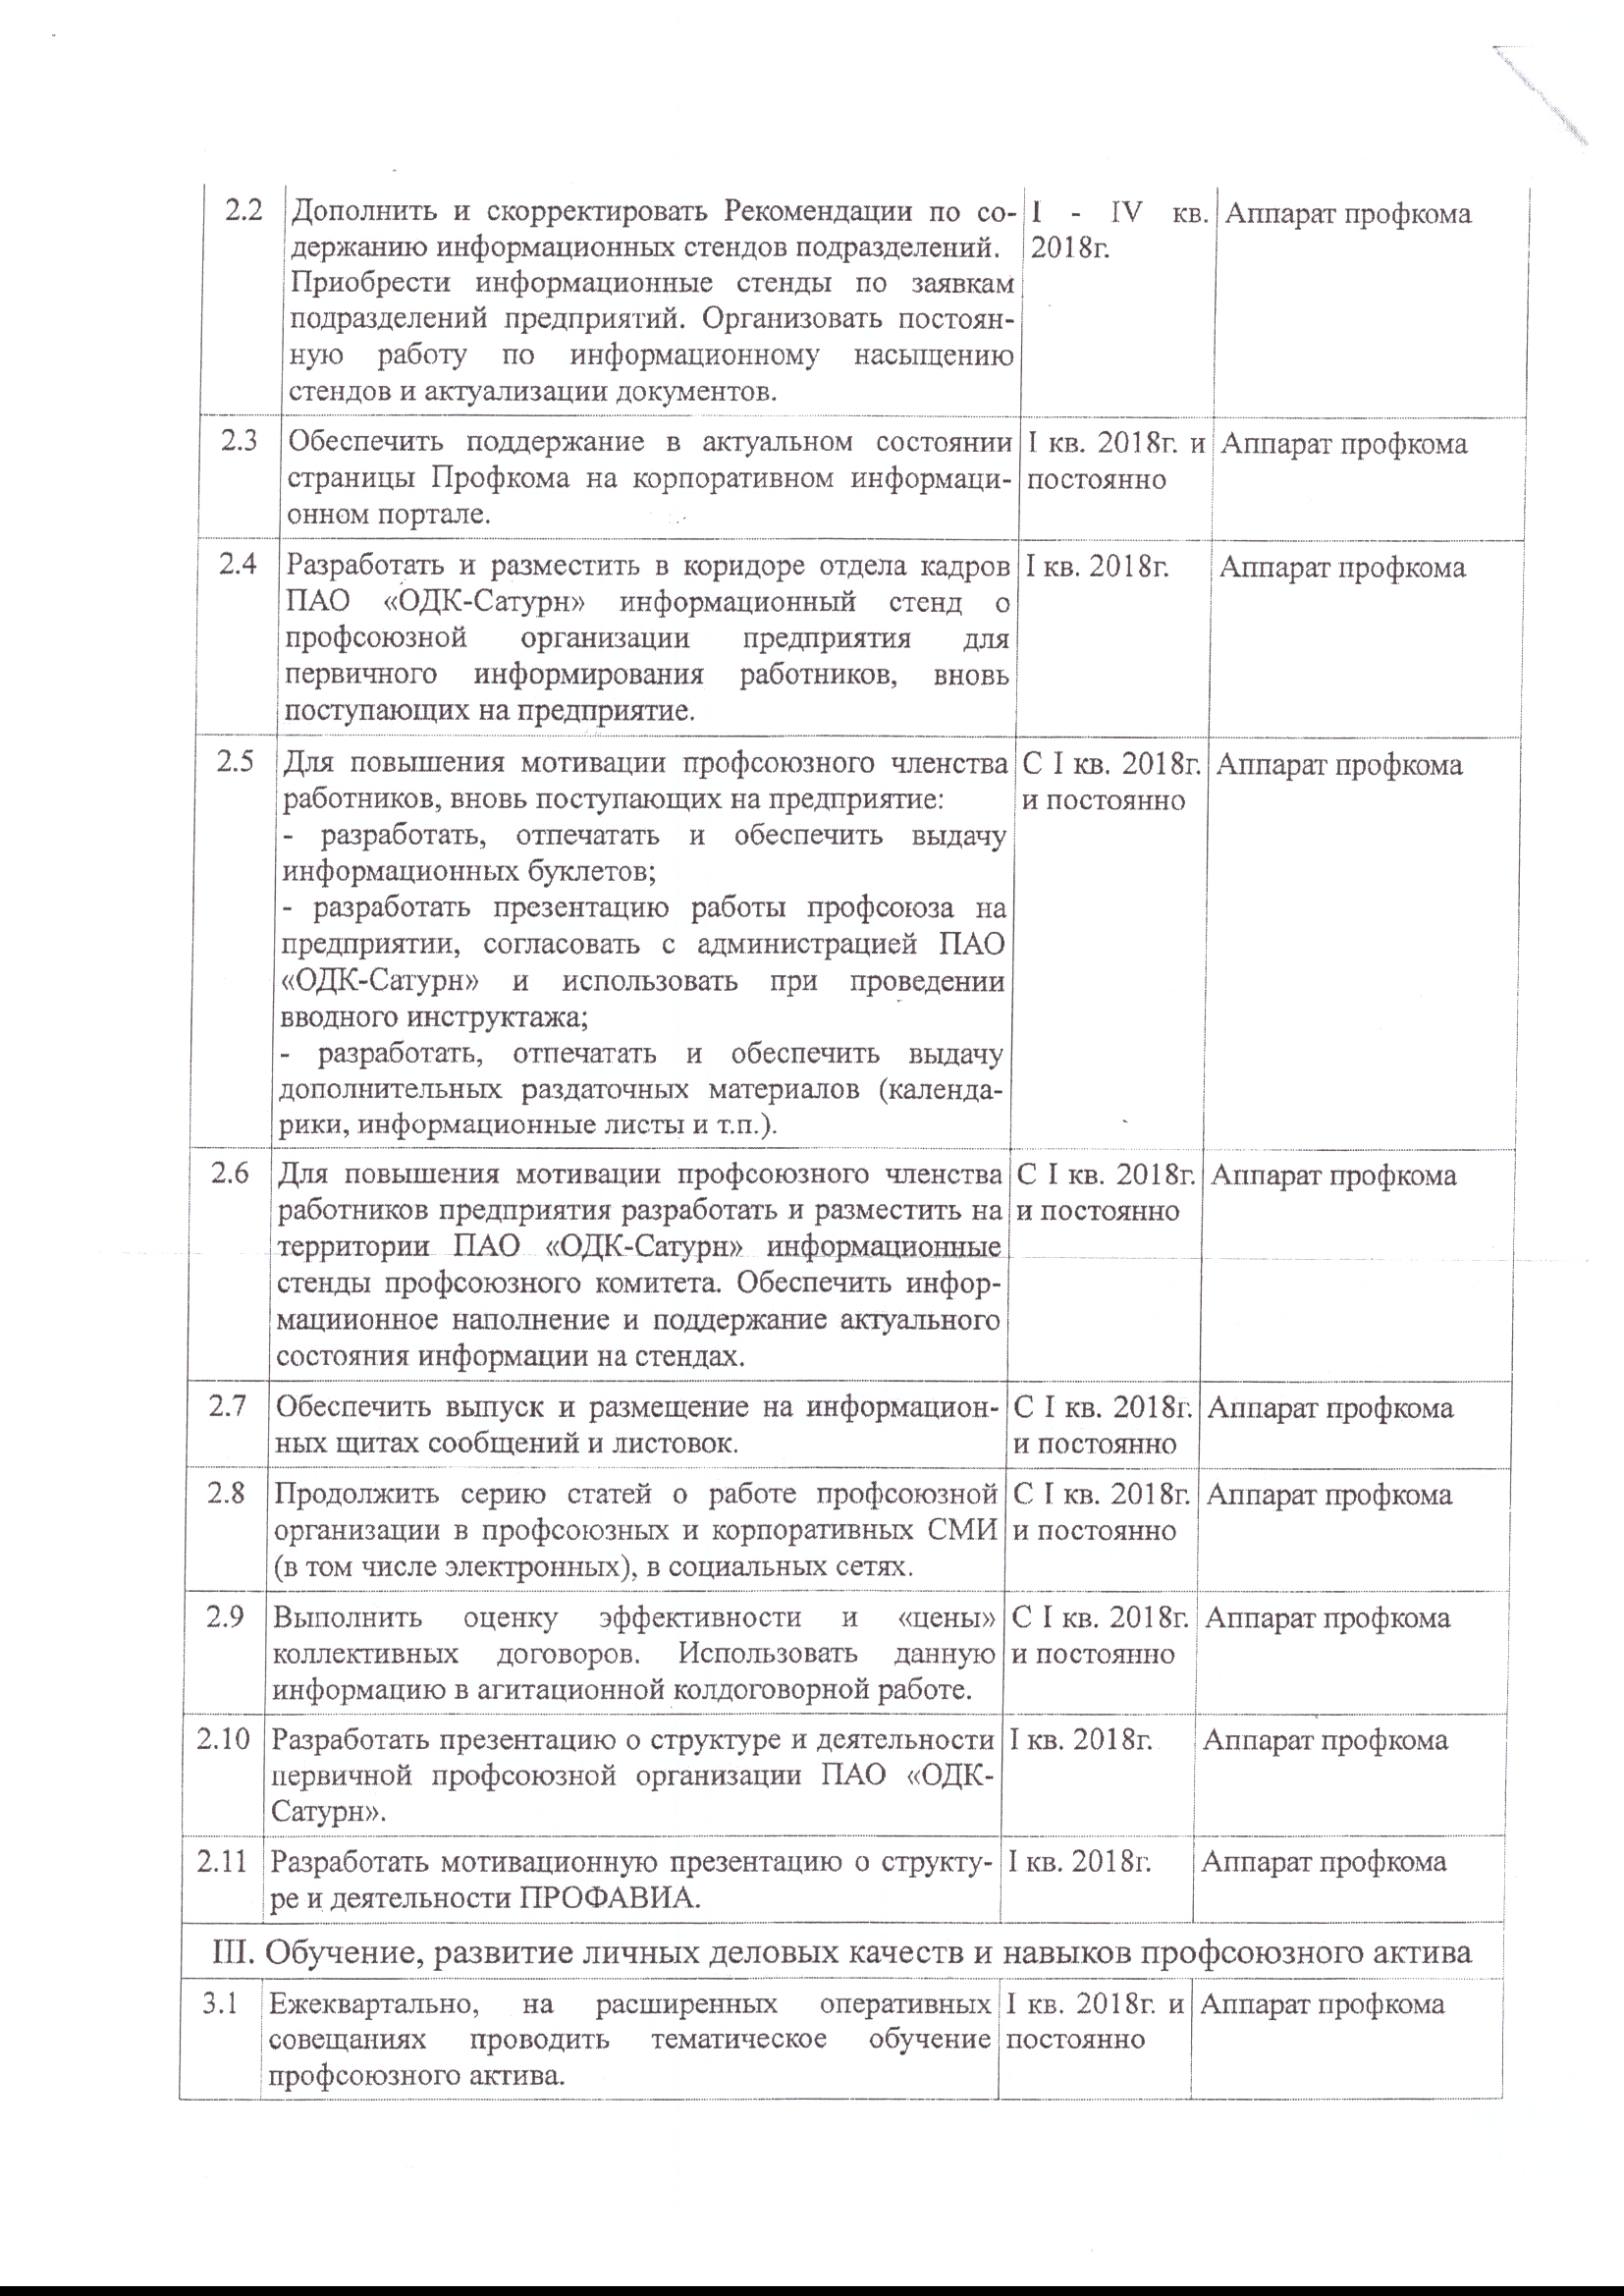 2.2 Дополнить и скорректировать Рекомендации по со- I - IV кв. Аппарат профкома
держанию информационных стендов подразделений. 2018г.
Приобрести информационные стенды по заявкам
подразделений предприятий. Организовать постоян-
ную работу по информационному насыщению
стендов и актуализации документов.
2.3 Обеспечить поддержание в актуальном состоянии I кв. 2018г. и Аппарат профкома
страницы Профкома на корпоративном информаци- постоянно
онном портале.
2.4 Разработать и разместить в коридоре отдела кадров I кв. 2018г. Аппарат профкома
ПАО «ОДК-Сатурн» информационный стенд о
профсоюзной организации предприятия для
первичного информирования работников, вновь
поступающих на предприятие.
2.5 Для повышения мотивации профсоюзного членства С I кв. 2018г. Аппарат профкома
работников, вновь поступающих на предприятие: и постоянно
- разработать, отпечатать и обеспечить выдачу
информационных буклетов;
- разработать презентацию работы профсоюза на
предприятии, согласовать с администрацией ПАО
«ОДК-Сатурн» и использовать при проведении
вводного инструктажа;
- разработать, отпечатать и обеспечить выдачу
дополнительных раздаточных материалов (календа-
рики, информационные листы и т.п.).
2.6 Для повышения мотивации профсоюзного членства С I кв. 2018г. Аппарат профкома
работников предприятия разработать и разместить на и постоянно
территории ПАО «ОДК-Сатурн» информационные
стенды профсоюзного комитета. Обеспечить инфор-
мациионное наполнение и поддержание актуального
состояния информации на стендах.
2.7 Обеспечить выпуск и размещение на информацион- С I кв. 2018г. Аппарат профкома
ных щитах сообщений и листовок. и постоянно
2.8 Продолжить серию статей о работе профсоюзной С I кв. 2018г. Аппарат профкома
организации в профсоюзных и корпоративных СМИ и постоянно
(в том числе электронных), в социальных сетях.
2.9 Выполнить оценку эффективности и «цены» С I кв. 2018г. Аппарат профкома
коллективных договоров. Использовать данную и постоянно
информацию в агитационной колдоговорной работе.
2.10 Разработать презентацию о структуре и деятельности I кв. 2018г. Аппарат профкома
первичной профсоюзной организации ПАО «ОДК-
Сатурн».
2.11 Разработать мотивационную презентацию о структу- I кв. 2018г. Аппарат профкома
ре и деятельности ПРОФАВИА.
III. Обучение, развитие личных деловых качеств и навыков профсоюзного актива
3.1 Ежеквартально, на расширенных оперативных I кв. 2018г. и Аппарат профкома
совещаниях проводить тематическое обучение постоянно
профсоюзного актива.